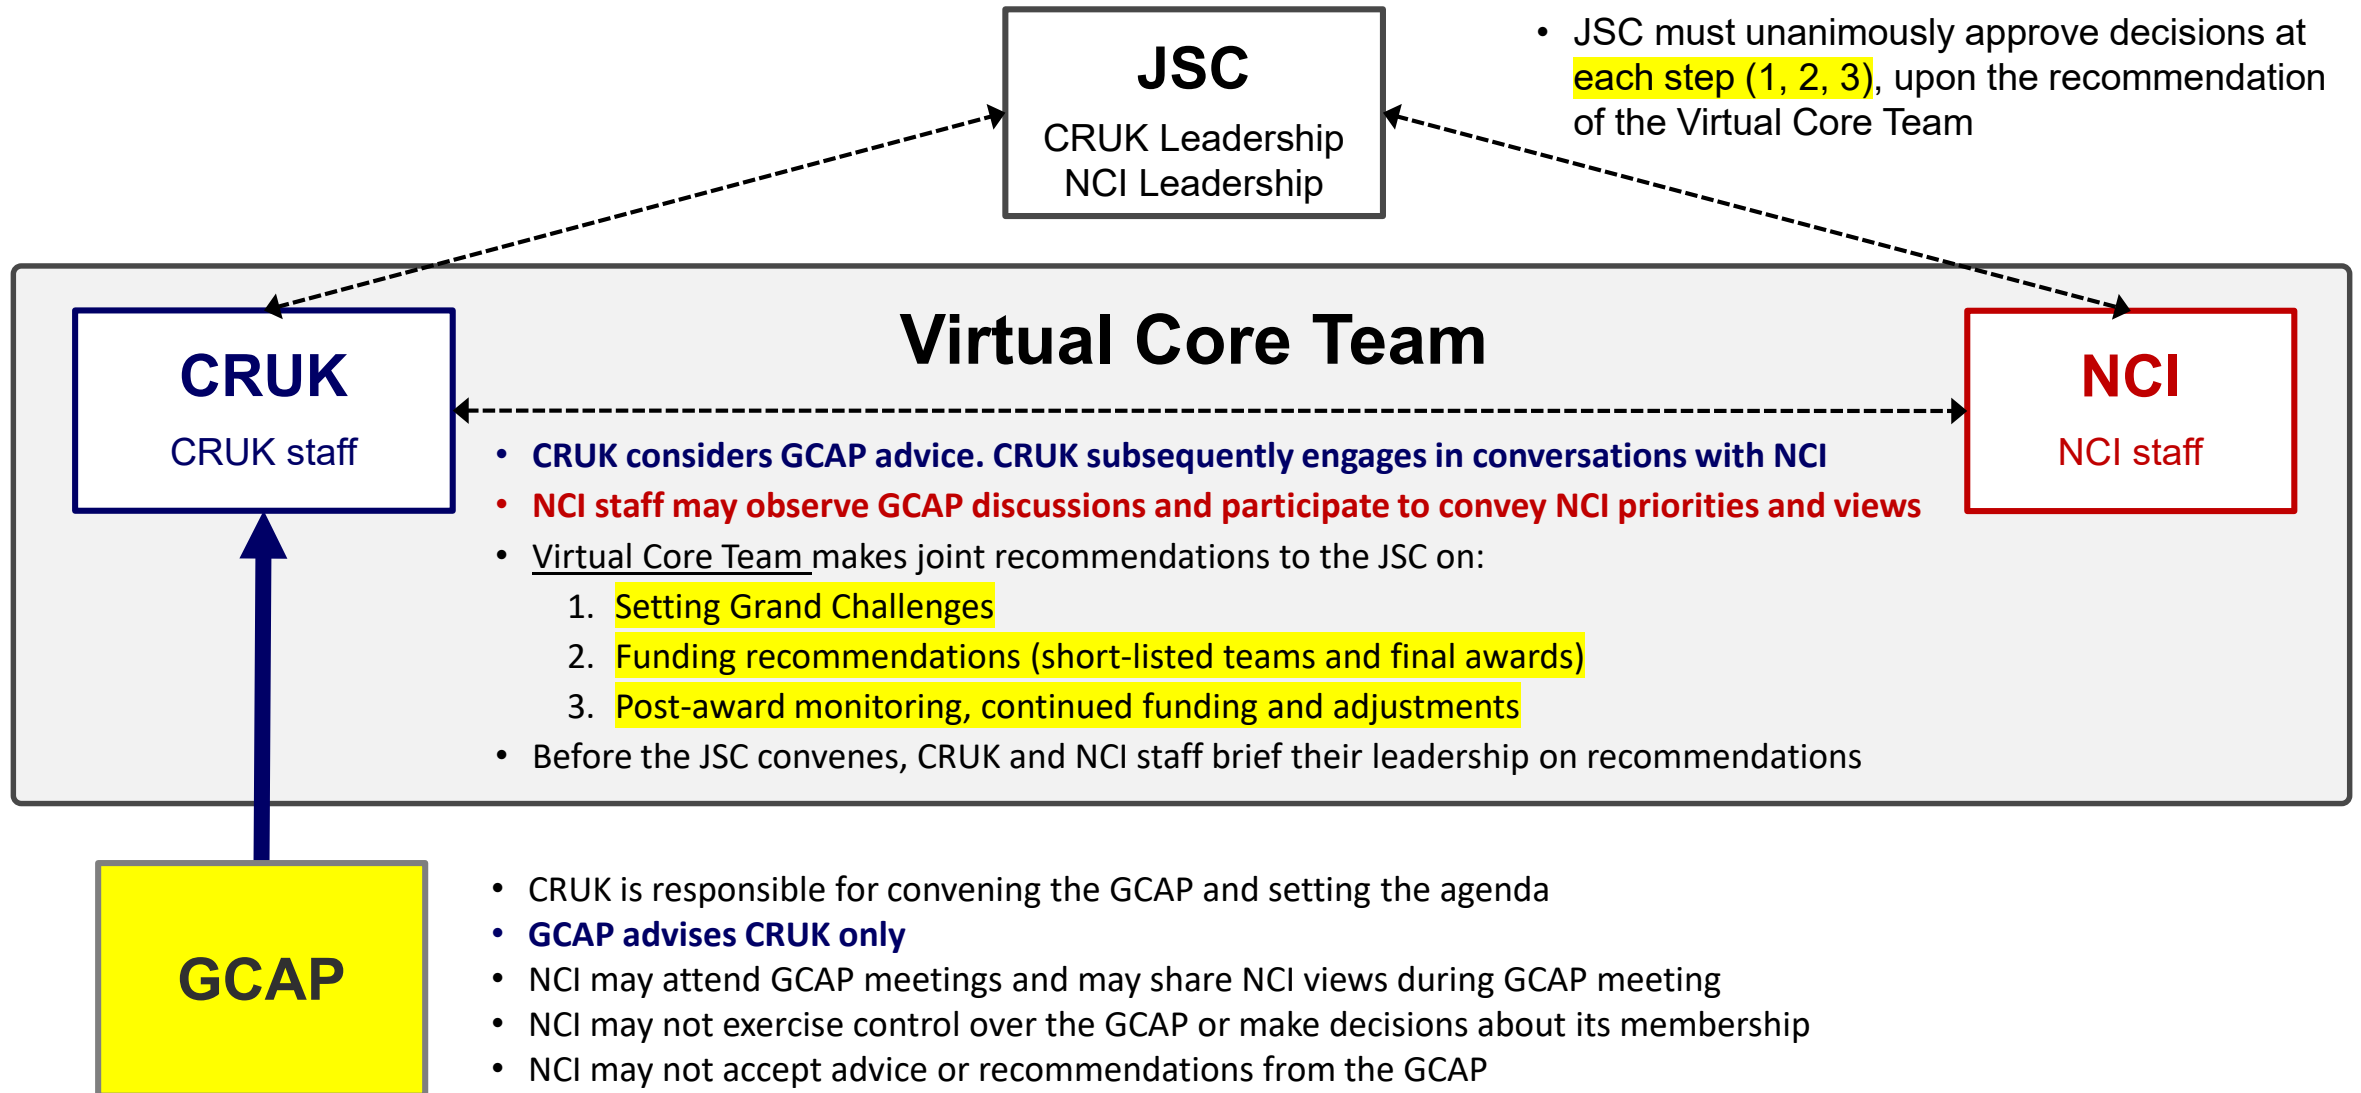 JSC
CRUK Leadership
NCI Leadership
• JSC must unanimously approve decisions at
each step (1, 2, 3), upon the recommendation
of the Virtual Core Team
Virtual Core Team
CRUK
CRUK staff
NCI
NCI staff
• CRUK considers GCAP advice. CRUK subsequently engages in conversations with NCI
• NCI staff may observe GCAP discussions and participate to convey NCI priorities and views
• Virtual Core Team makes joint recommendations to the JSC on:
1. Setting Grand Challenges
2. Funding recommendations (short-listed teams and final awards)
3. Post-award monitoring, continued funding and adjustments
• Before the JSC convenes, CRUK and NCI staff brief their leadership on recommendations
GCAP
• CRUK is responsible for convening the GCAP and setting the agenda
• GCAP advises CRUK only
• NCI may attend GCAP meetings and may share NCI views during GCAP meeting
• NCI may not exercise control over the GCAP or make decisions about its membership
• NCI may not accept advice or recommendations from the GCAP